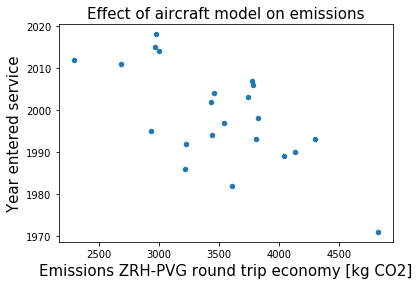 Effect of aircraft model on emissions
Year entered service
2020
2010
2000
1990
1980
1970
2500 3000 3500 4000 4500
Emissions ZRH-PVG round trip economy [kg CO2]